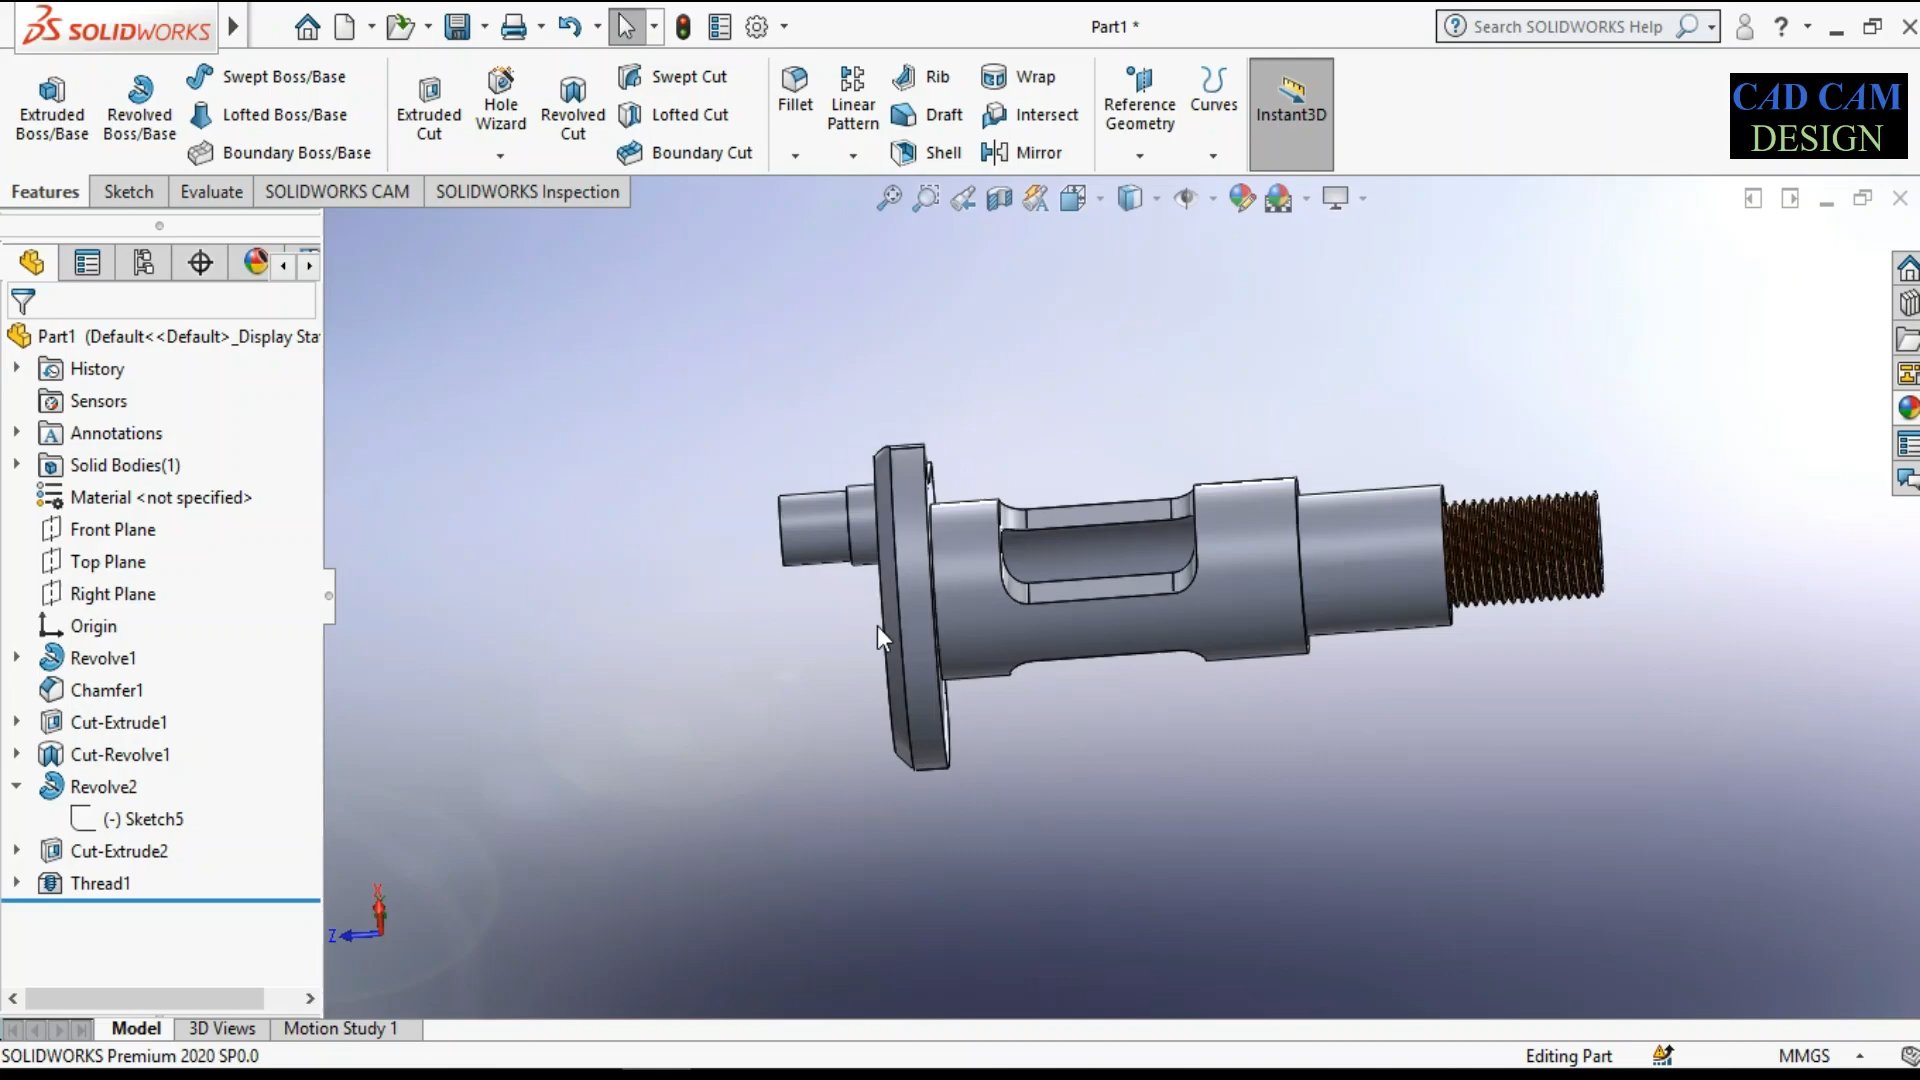 SOLIDWORKS
Part1 *
Search SOLIDWORKS Help
Extruded Boss/Base
Revolved Boss/Base
Swept Boss/Base
Lofted Boss/Base
Boundary Boss/Base
Extruded Cut
Hole Wizard
Revolved Cut
Swept Cut
Lofted Cut
Boundary Cut
Fillet
Linear Pattern
Rib
Draft
Shell
Wrap
Intersect
Mirror
Reference Geometry
Curves
Instant3D
CAD CAM
DESIGN
Features
Sketch
Evaluate
SOLIDWORKS CAM
SOLIDWORKS Inspection
Part1 (Default<<Default>_Display Sta
History
Sensors
Annotations
Solid Bodies(1)
Material <not specified>
Front Plane
Top Plane
Right Plane
Origin
Revolve1
Chamfer1
Cut-Extrude1
Cut-Revolve1
Revolve2
(-) Sketch5
Cut-Extrude2
Thread1
X
Z
Model
3D Views
Motion Study 1
SOLIDWORKS Premium 2020 SP0.0
Editing Part
MMGS